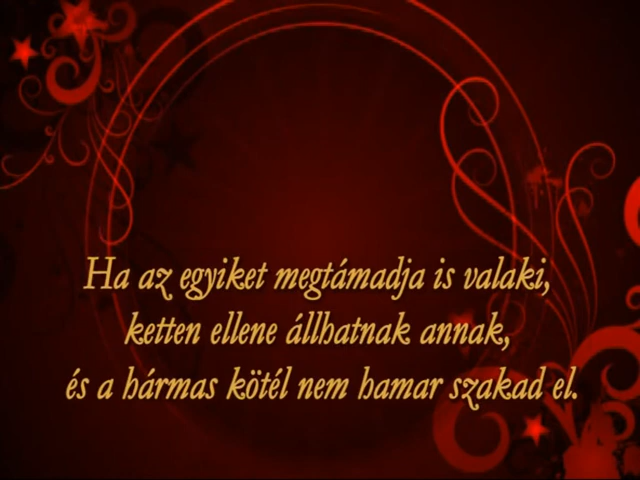 Ha az egyiket megtámadja is valaki,
ketten ellene állhatnak annak,
és a hármas kötél nem hamar szakad el.